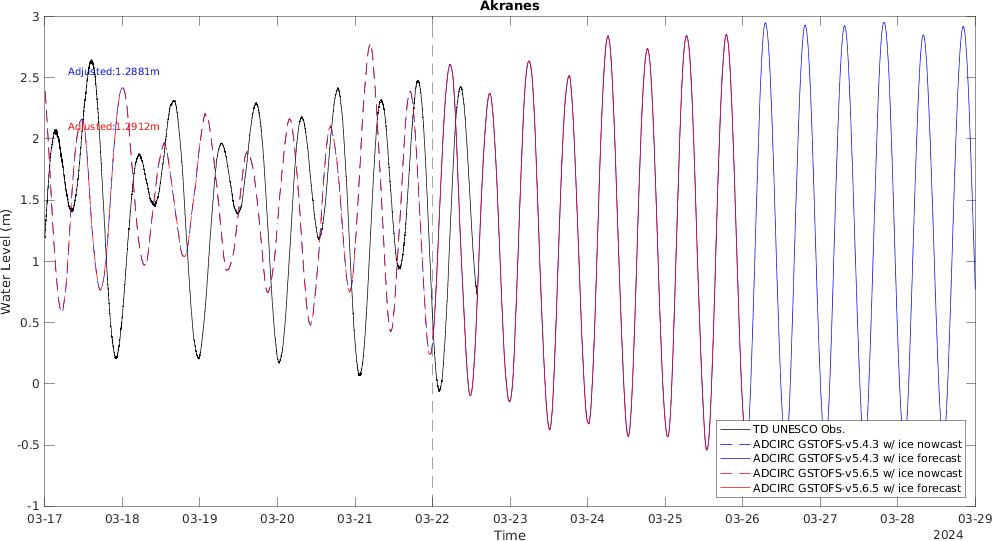 Akranes
3
2.5
2
1.5
1
0.5
0
-0.5
-1
Water Level (m)
Adjusted:1.2881m
Adjusted:1.2912m
TD UNESCO Obs.
ADCIRC GSTOFS-v5.4.3 w/ ice nowcast
ADCIRC GSTOFS-v5.4.3 w/ ice forecast
ADCIRC GSTOFS-v5.6.5 w/ ice nowcast
ADCIRC GSTOFS-v5.6.5 w/ ice forecast
03-17 03-18 03-19 03-20 03-21 03-22 03-23 03-24 03-25 03-26 03-27 03-28 03-29
Time
2024